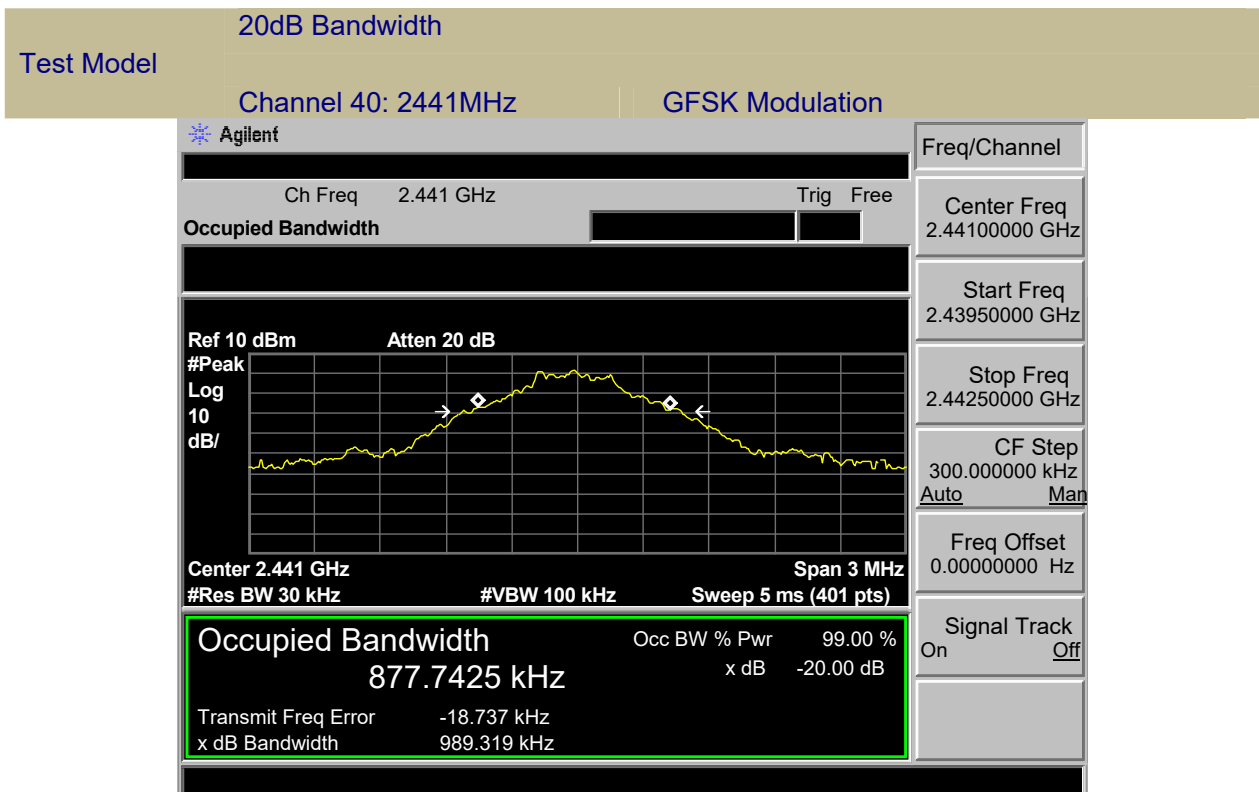 20dB Bandwidth
Test Model
Channel 40: 2441MHz GFSK Modulation
Agilent
Freq/Channel
Ch Freq 2.441 GHz Trig Free
Occupied Bandwidth
Center Freq
2.44100000 GHz
Start Freq
2.43950000 GHz
Stop Freq
2.44250000 GHz
CF Step
300.000000 kHz
Auto Man
Freq Offset
0.00000000 Hz
Signal Track
On Off
Ref 10 dBm Atten 20 dB
#Peak
Log
10
dB/
Center 2.441 GHz Span 3 MHz
#Res BW 30 kHz #VBW 100 kHz Sweep 5 ms (401 pts)
Occupied Bandwidth Occ BW % Pwr 99.00 %
877.7425 kHz x dB -20.00 dB
Transmit Freq Error -18.737 kHz
x dB Bandwidth 989.319 kHz